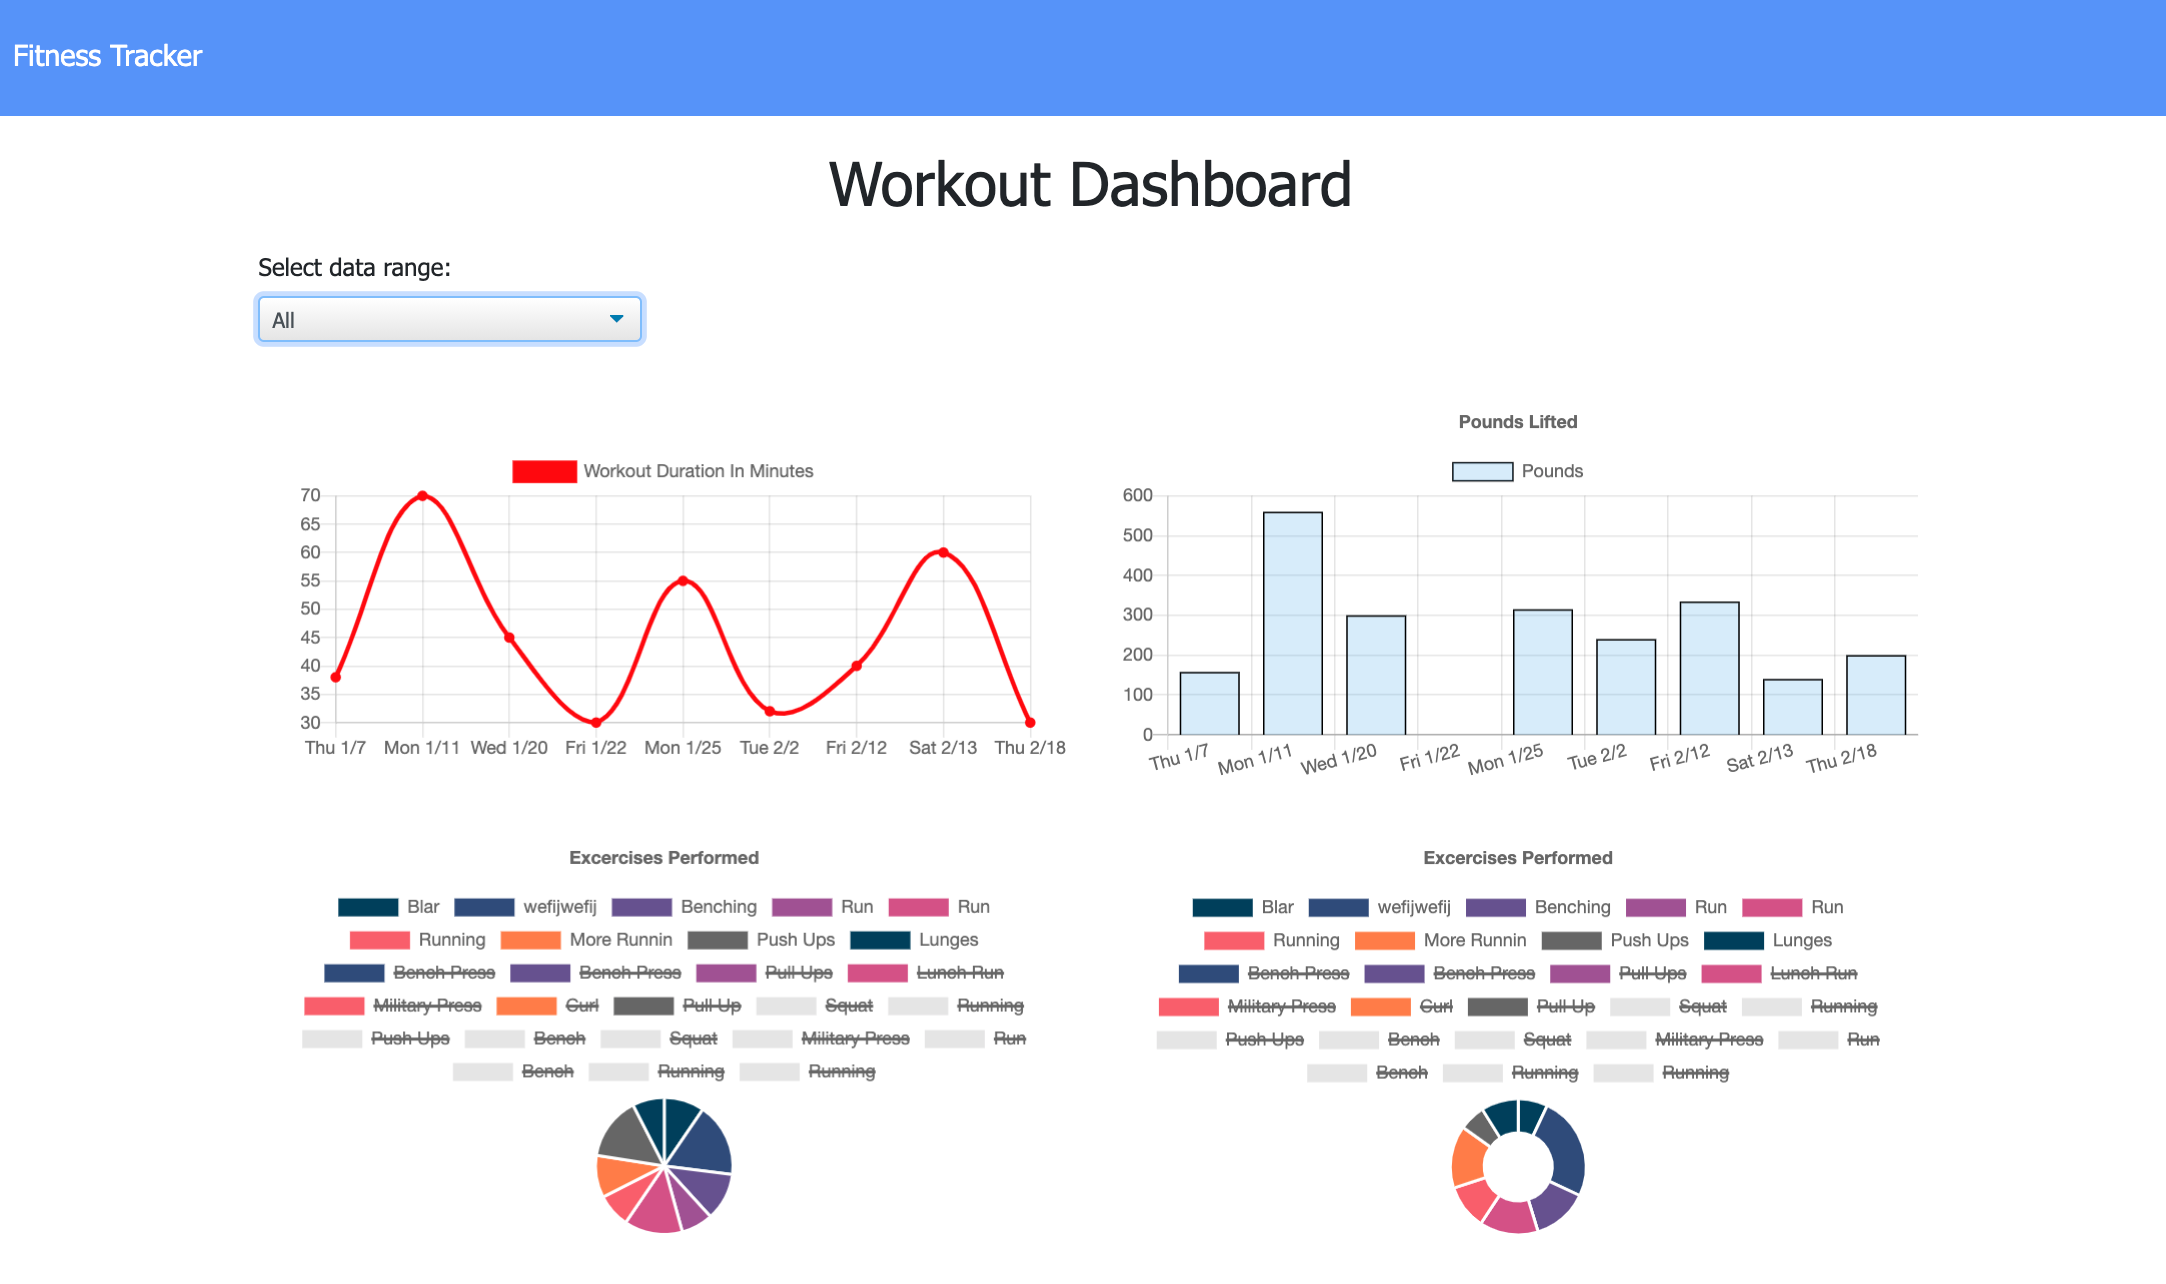 Fitness Tracker
Workout Dashboard
Select data range:
All
Workout Duration In Minutes
70
65
60
55
50
45
40
35
30
Thu 1/7 Mon 1/11 Wed 1/20 Fri 1/22 Mon 1/25 Tue 2/2 Fri 2/12 Sat 2/13 Thu 2/18
Pounds Lifted
Pounds
600
500
400
300
200
100
0
Thu 1/7 Mon 1/11 Wed 1/20 Fri 1/22 Mon 1/25 Tue 2/2 Fri 2/12 Sat 2/13 Thu 2/18
Excercises Performed
Blar wefijwefij Benching Run Run
Running More Runnin Push Ups Lunges
Bench Press Bench Press Pull Ups Lunch Run
Military Press Curl Pull Up Squat Running
Push Ups Bench Squat Military Press Run
Bench Running Running
Excercises Performed
Blar wefijwefij Benching Run Run
Running More Runnin Push Ups Lunges
Bench Press Bench Press Pull Ups Lunch Run
Military Press Curl Pull Up Squat Running
Push Ups Bench Squat Military Press Run
Bench Running Running